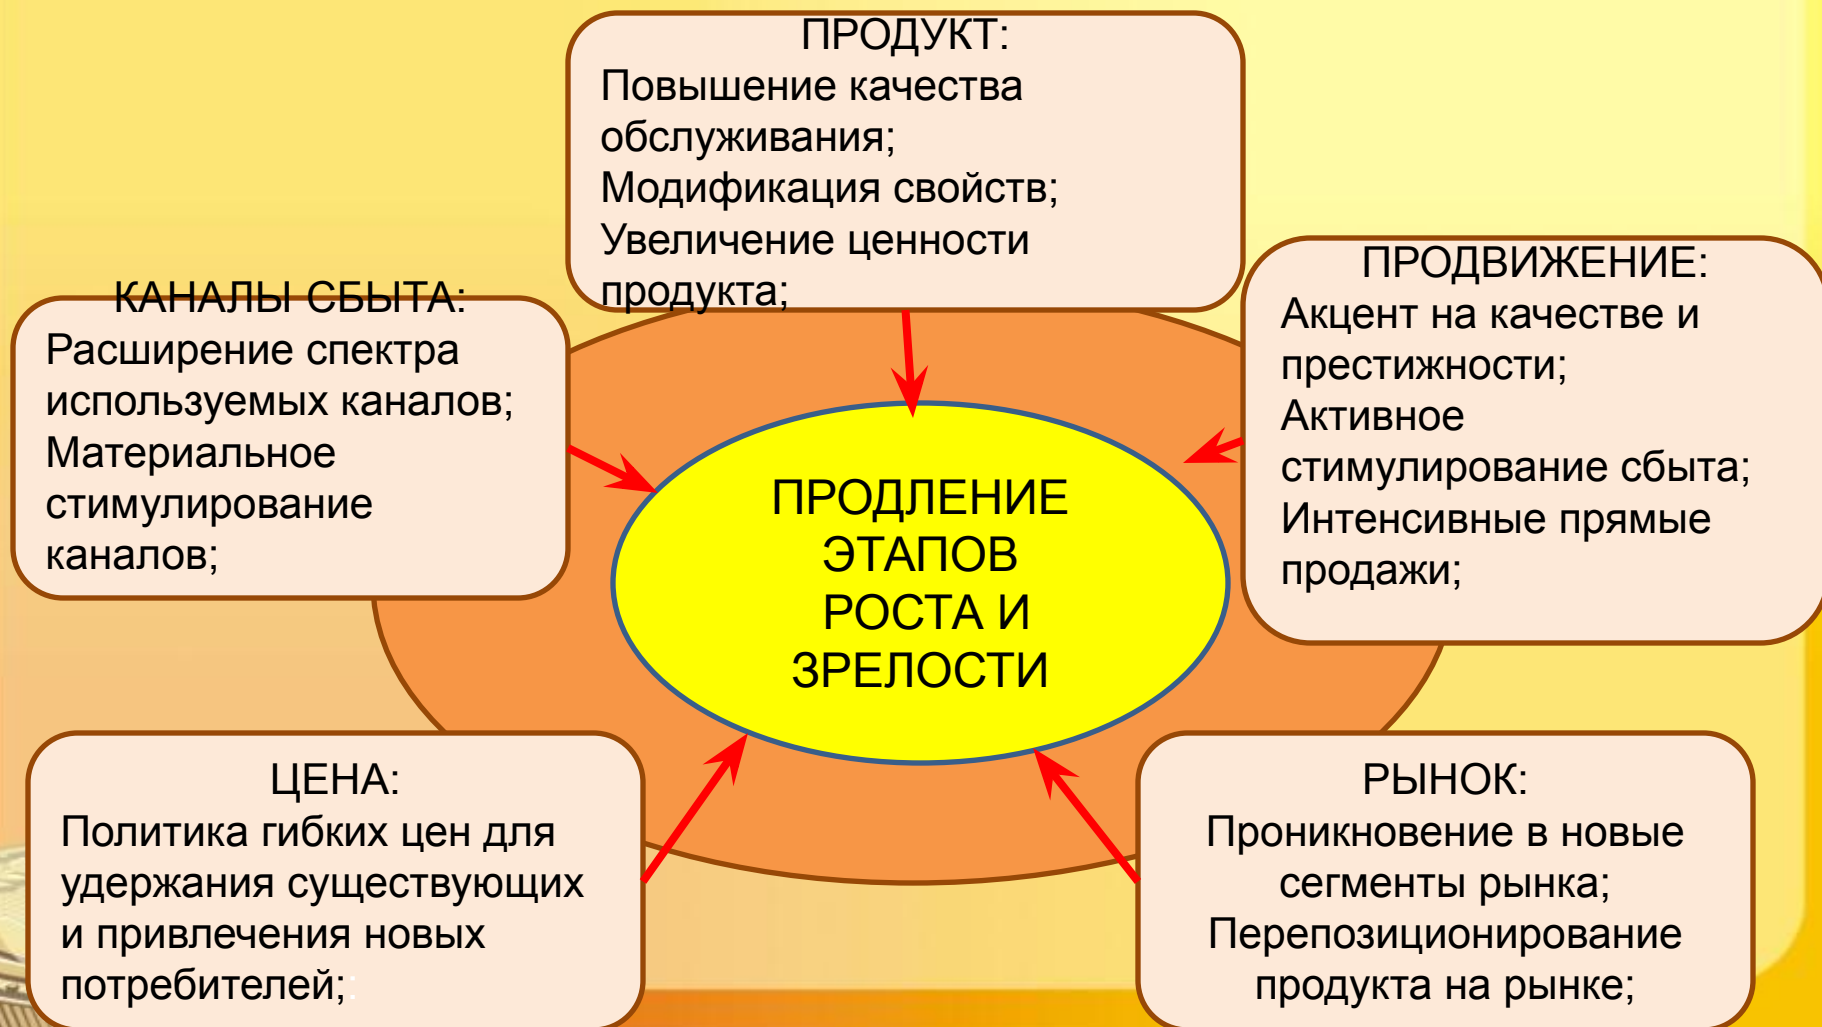 ПРОДУКТ:
Повышение качества
обслуживания;
Модификация свойств;
Увеличение ценности
продукта;
КАНАЛЫ СБЫТА:
Расширение спектра
используемых каналов;
Материальное
стимулирование
каналов;
ПРОДВИЖЕНИЕ:
Акцент на качестве и
престижности;
Активное
стимулирование сбыта;
Интенсивные прямые
продажи;
ПРОДЛЕНИЕ
ЭТАПОВ
РОСТА И
ЗРЕЛОСТИ
ЦЕНА:
Политика гибких цен для
удержания существующих
и привлечения новых
потребителей;:
РЫНОК:
Проникновение в новые
сегменты рынка;
Перепозиционирование
продукта на рынке;